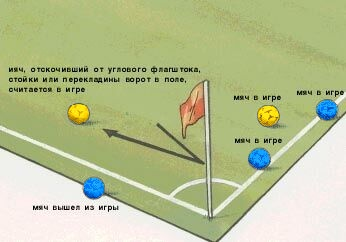 ияч, отскочивший от углового флагштока,
стойки или перекладины ворот в поле,
считается в игре
мяч в игре
мяч в игре
мяч в игре
мяч вышел из игры